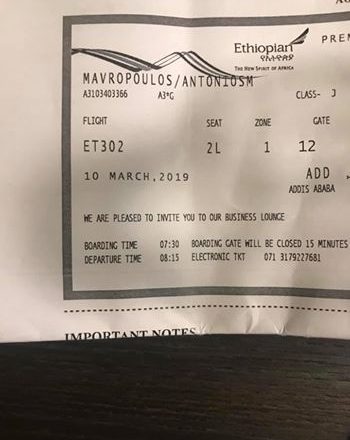 Ethiopian
የኢትዮጵያ
THE NEW SPIRIT OF AFRICA
MAVROPOULOS/ANTONIOSM
A3103403366 A3*G CLASS- J
FLIGHT SEAT ZONE GATE
ET302 2L 1 12
10 MARCH,2019 ADD
ADDIS ABABA
WE ARE PLEASED TO INVITE YOU TO OUR BUSINESS LOUNGE
BOARDING TIME 07:30 BOARDING GATE WILL BE CLOSED 15 MINUTES
DEPARTURE TIME 08:15 ELECTRONIC TKT 071 3179227681
IMPORTANT NOTES